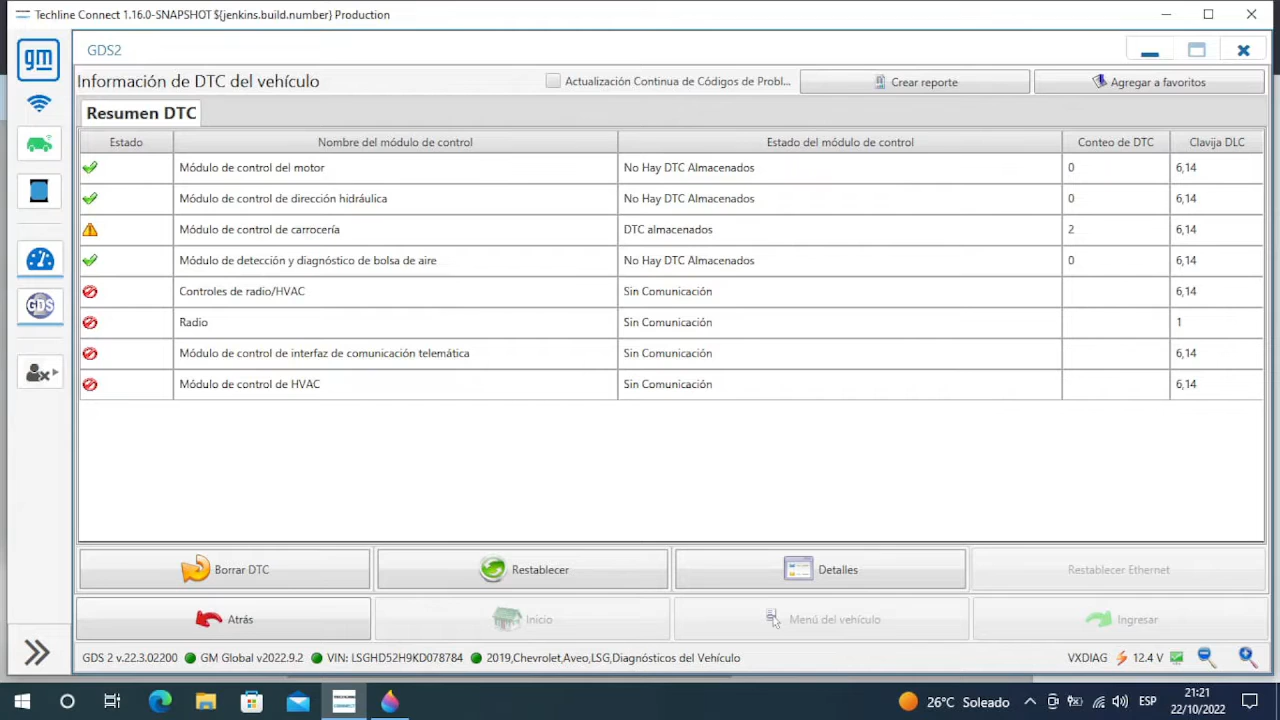 Techline Connect 1.16.0-SNAPSHOT ${jenkins.build.number} Production
gm
GDS2
Información de DTC del vehículo
Actualización Continua de Códigos de Probl...
Crear reporte
Agregar a favoritos
Resumen DTC
Estado Nombre del módulo de control Estado del módulo de control Conteo de DTC Clavija DLC
Módulo de control del motor No Hay DTC Almacenados 0 6,14
Módulo de control de dirección hidráulica No Hay DTC Almacenados 0 6,14
Módulo de control de carrocería DTC almacenados 2 6,14
Módulo de detección y diagnóstico de bolsa de aire No Hay DTC Almacenados 0 6,14
GDS
Controles de radio/HVAC Sin Comunicación 6,14
Radio Sin Comunicación 1
Módulo de control de interfaz de comunicación telemática Sin Comunicación 6,14
Módulo de control de HVAC Sin Comunicación 6,14
Borrar DTC Restablecer Detalles Restablecer Ethernet
Atrás Inicio Menú del vehículo Ingresar
GDS 2 v.22.3.02200 GM Global v2022.9.2 VIN: LSGHD52H9KD078784 2019,Chevrolet,Aveo,LSG,Diagnósticos del Vehículo VXDIAG 12.4 V
TECHLINE CONNECT
26°C Soleado ESP
21:21
22/10/2022